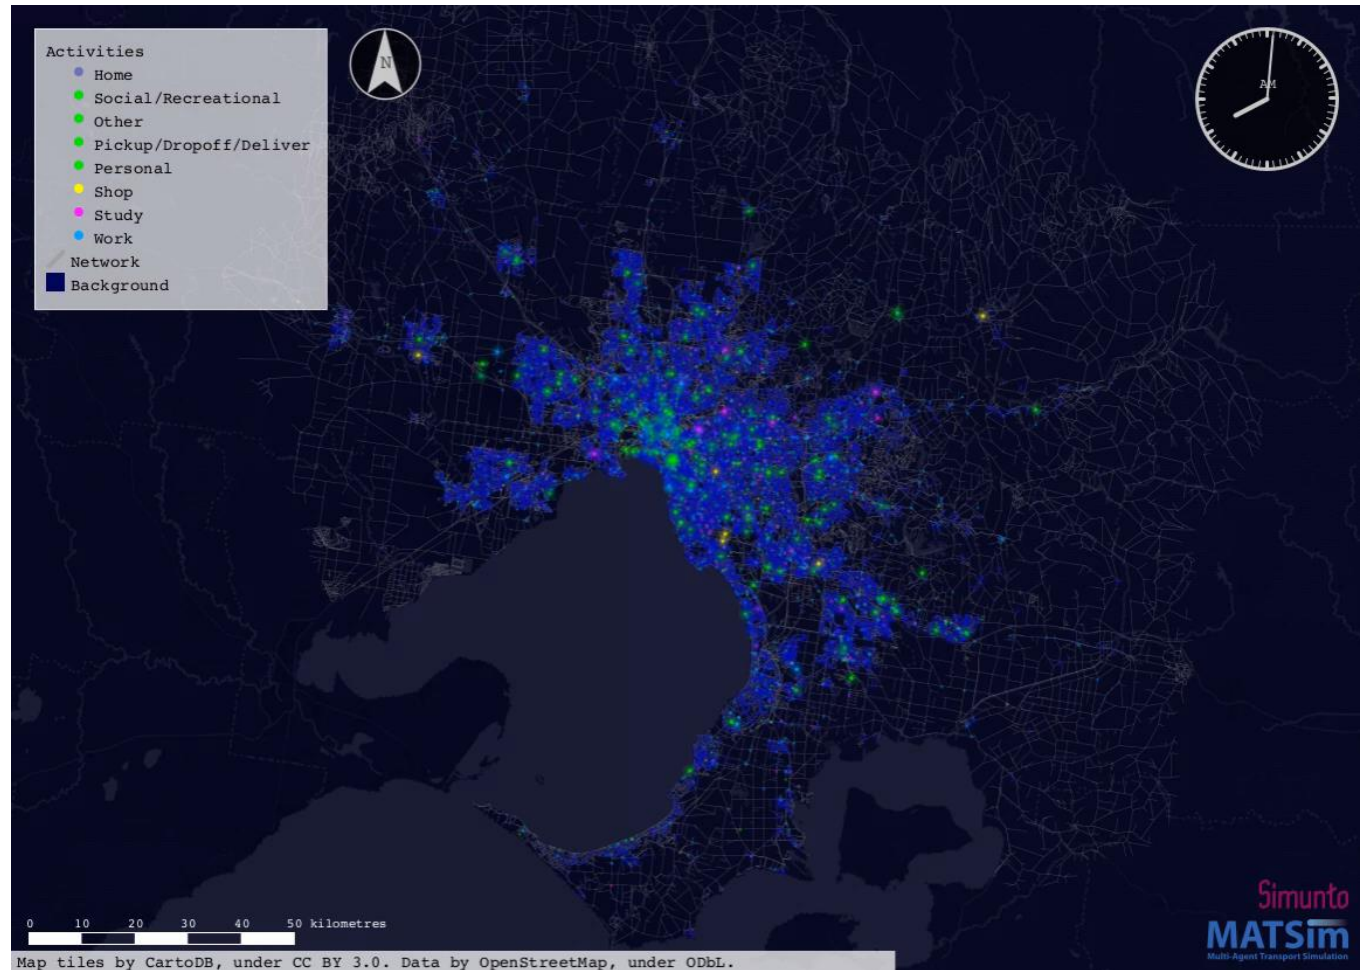 Activities
Home
Social/Recreational
Other
Pickup/Dropoff/Deliver
Personal
Shop
Study
Work
Network
Background
N
AM
0 10 20 30 40 50 kilometres
Map tiles by CartoDB, under CC BY 3.0. Data by OpenStreetMap, under ODbL.
Simunto
MATSim
Multi-Agent Transport Simulation